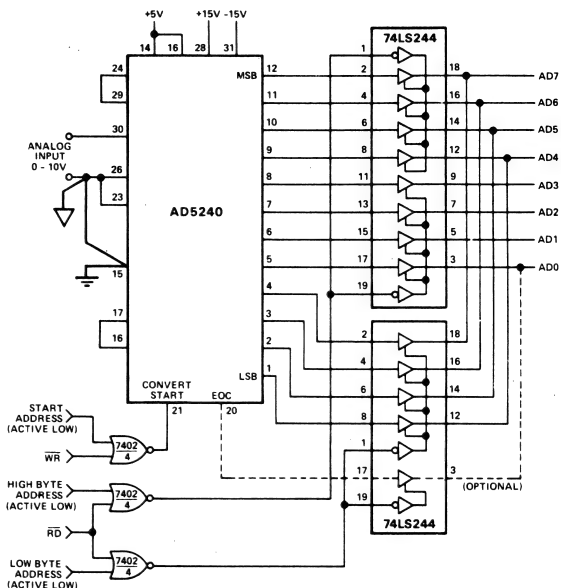 +5V +15V -15V
14 16 28 31
74LS244
1
24 MSB 12 2 18 AD7
29 11 4 16 AD6
10 6 14 AD5
30
ANALOG
INPUT
0 - 10V
9 8 12 AD4
26 8 11 9 AD3
23
AD5240
7 13 7 AD2
6 15 5 AD1
15 5 17 3 AD0
4 19
17 3 2 18
16 2 4 16
LSB 1 6 14
CONVERT
START
EOC
8 12
21 20 1
START
ADDRESS
(ACTIVE LOW)
7402
4
WR
17 3
(OPTIONAL)
HIGH BYTE
ADDRESS
(ACTIVE LOW)
7402
4
19
74LS244
RD
LOW BYTE
ADDRESS
(ACTIVE LOW)
7402
4